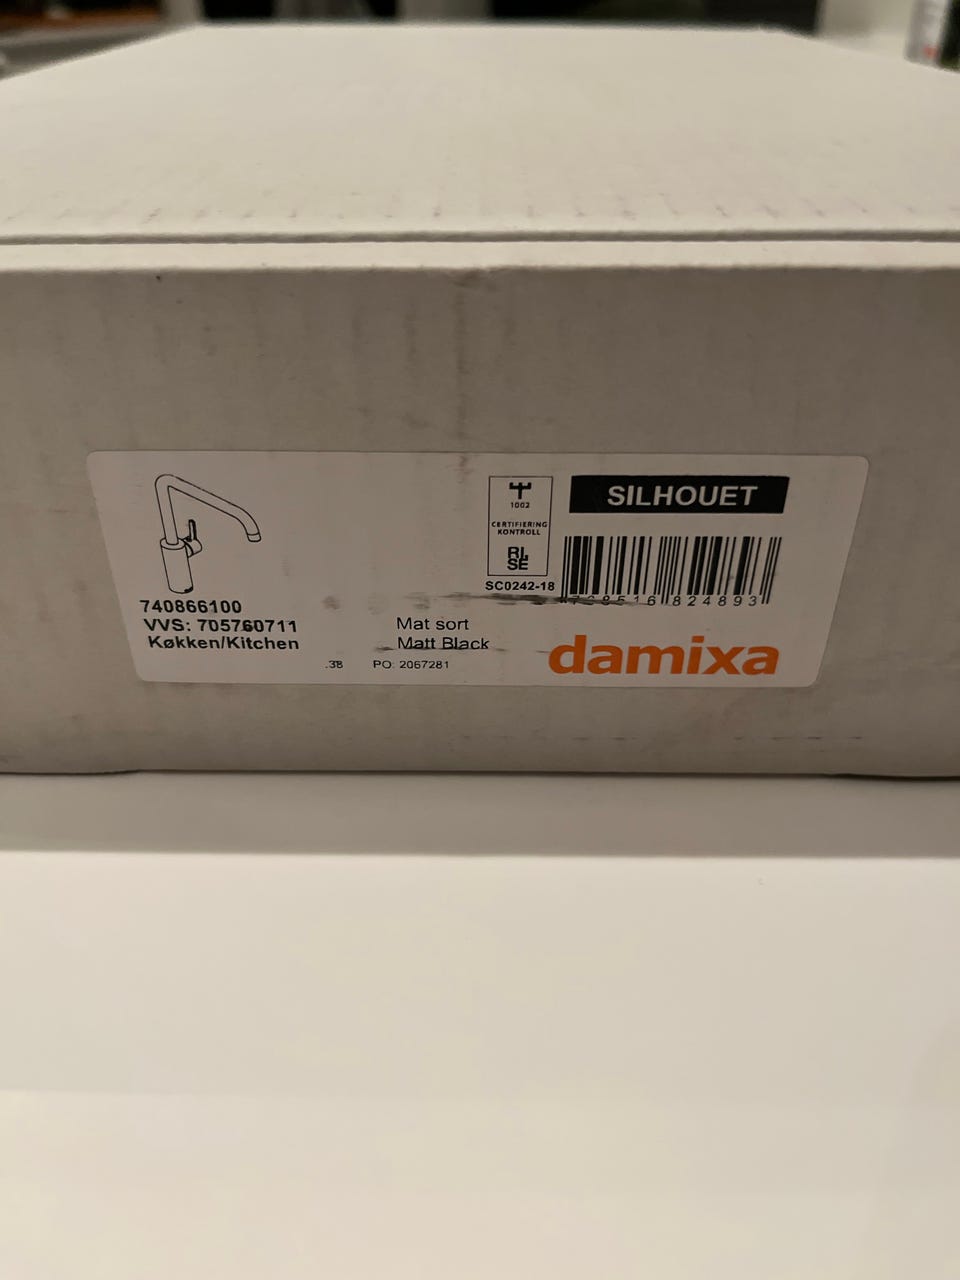 SILHOUET
1002
CERTIFIERING
KONTROLL
RI.
SE
SC0242-18
824893
740866100
VVS: 705760711
Køkken/Kitchen
Mat sort
Matt Black
.38
PO: 2067281
damixa